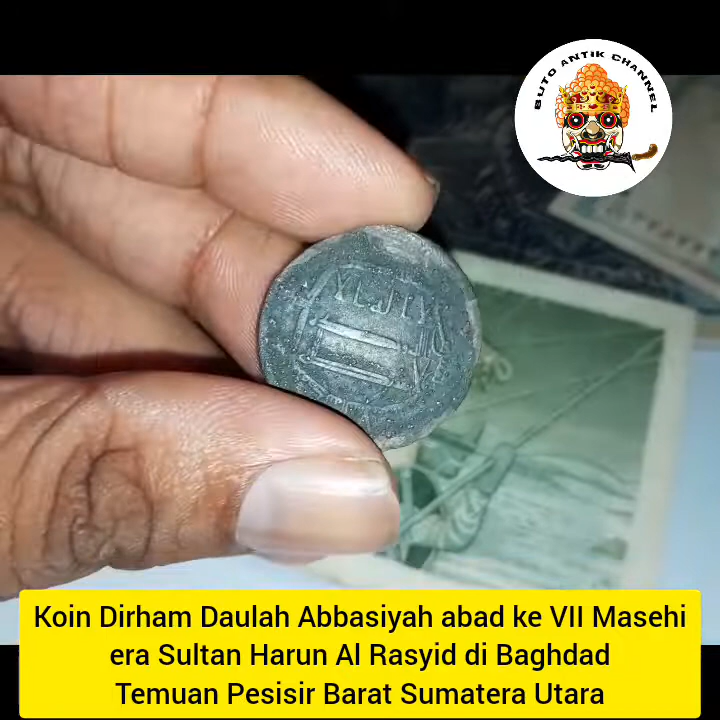 BUTO ANTIK CHANNEL
Koin Dirham Daulah Abbasiyah abad ke VII Masehi
era Sultan Harun Al Rasyid di Baghdad
Temuan Pesisir Barat Sumatera Utara